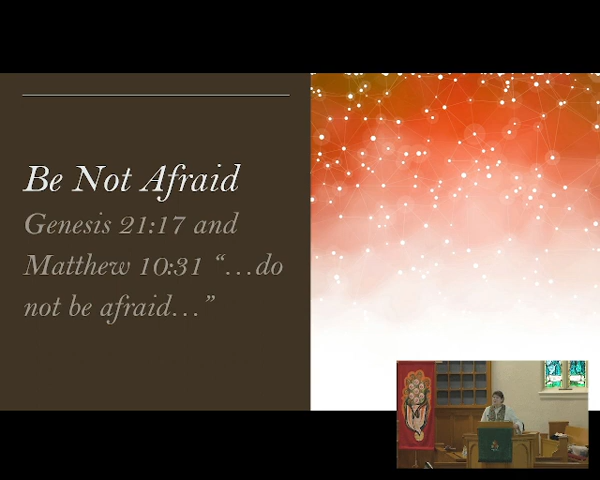 Be Not Afraid
Genesis 21:17 and
Matthew 10:31 “…do
not be afraid…”